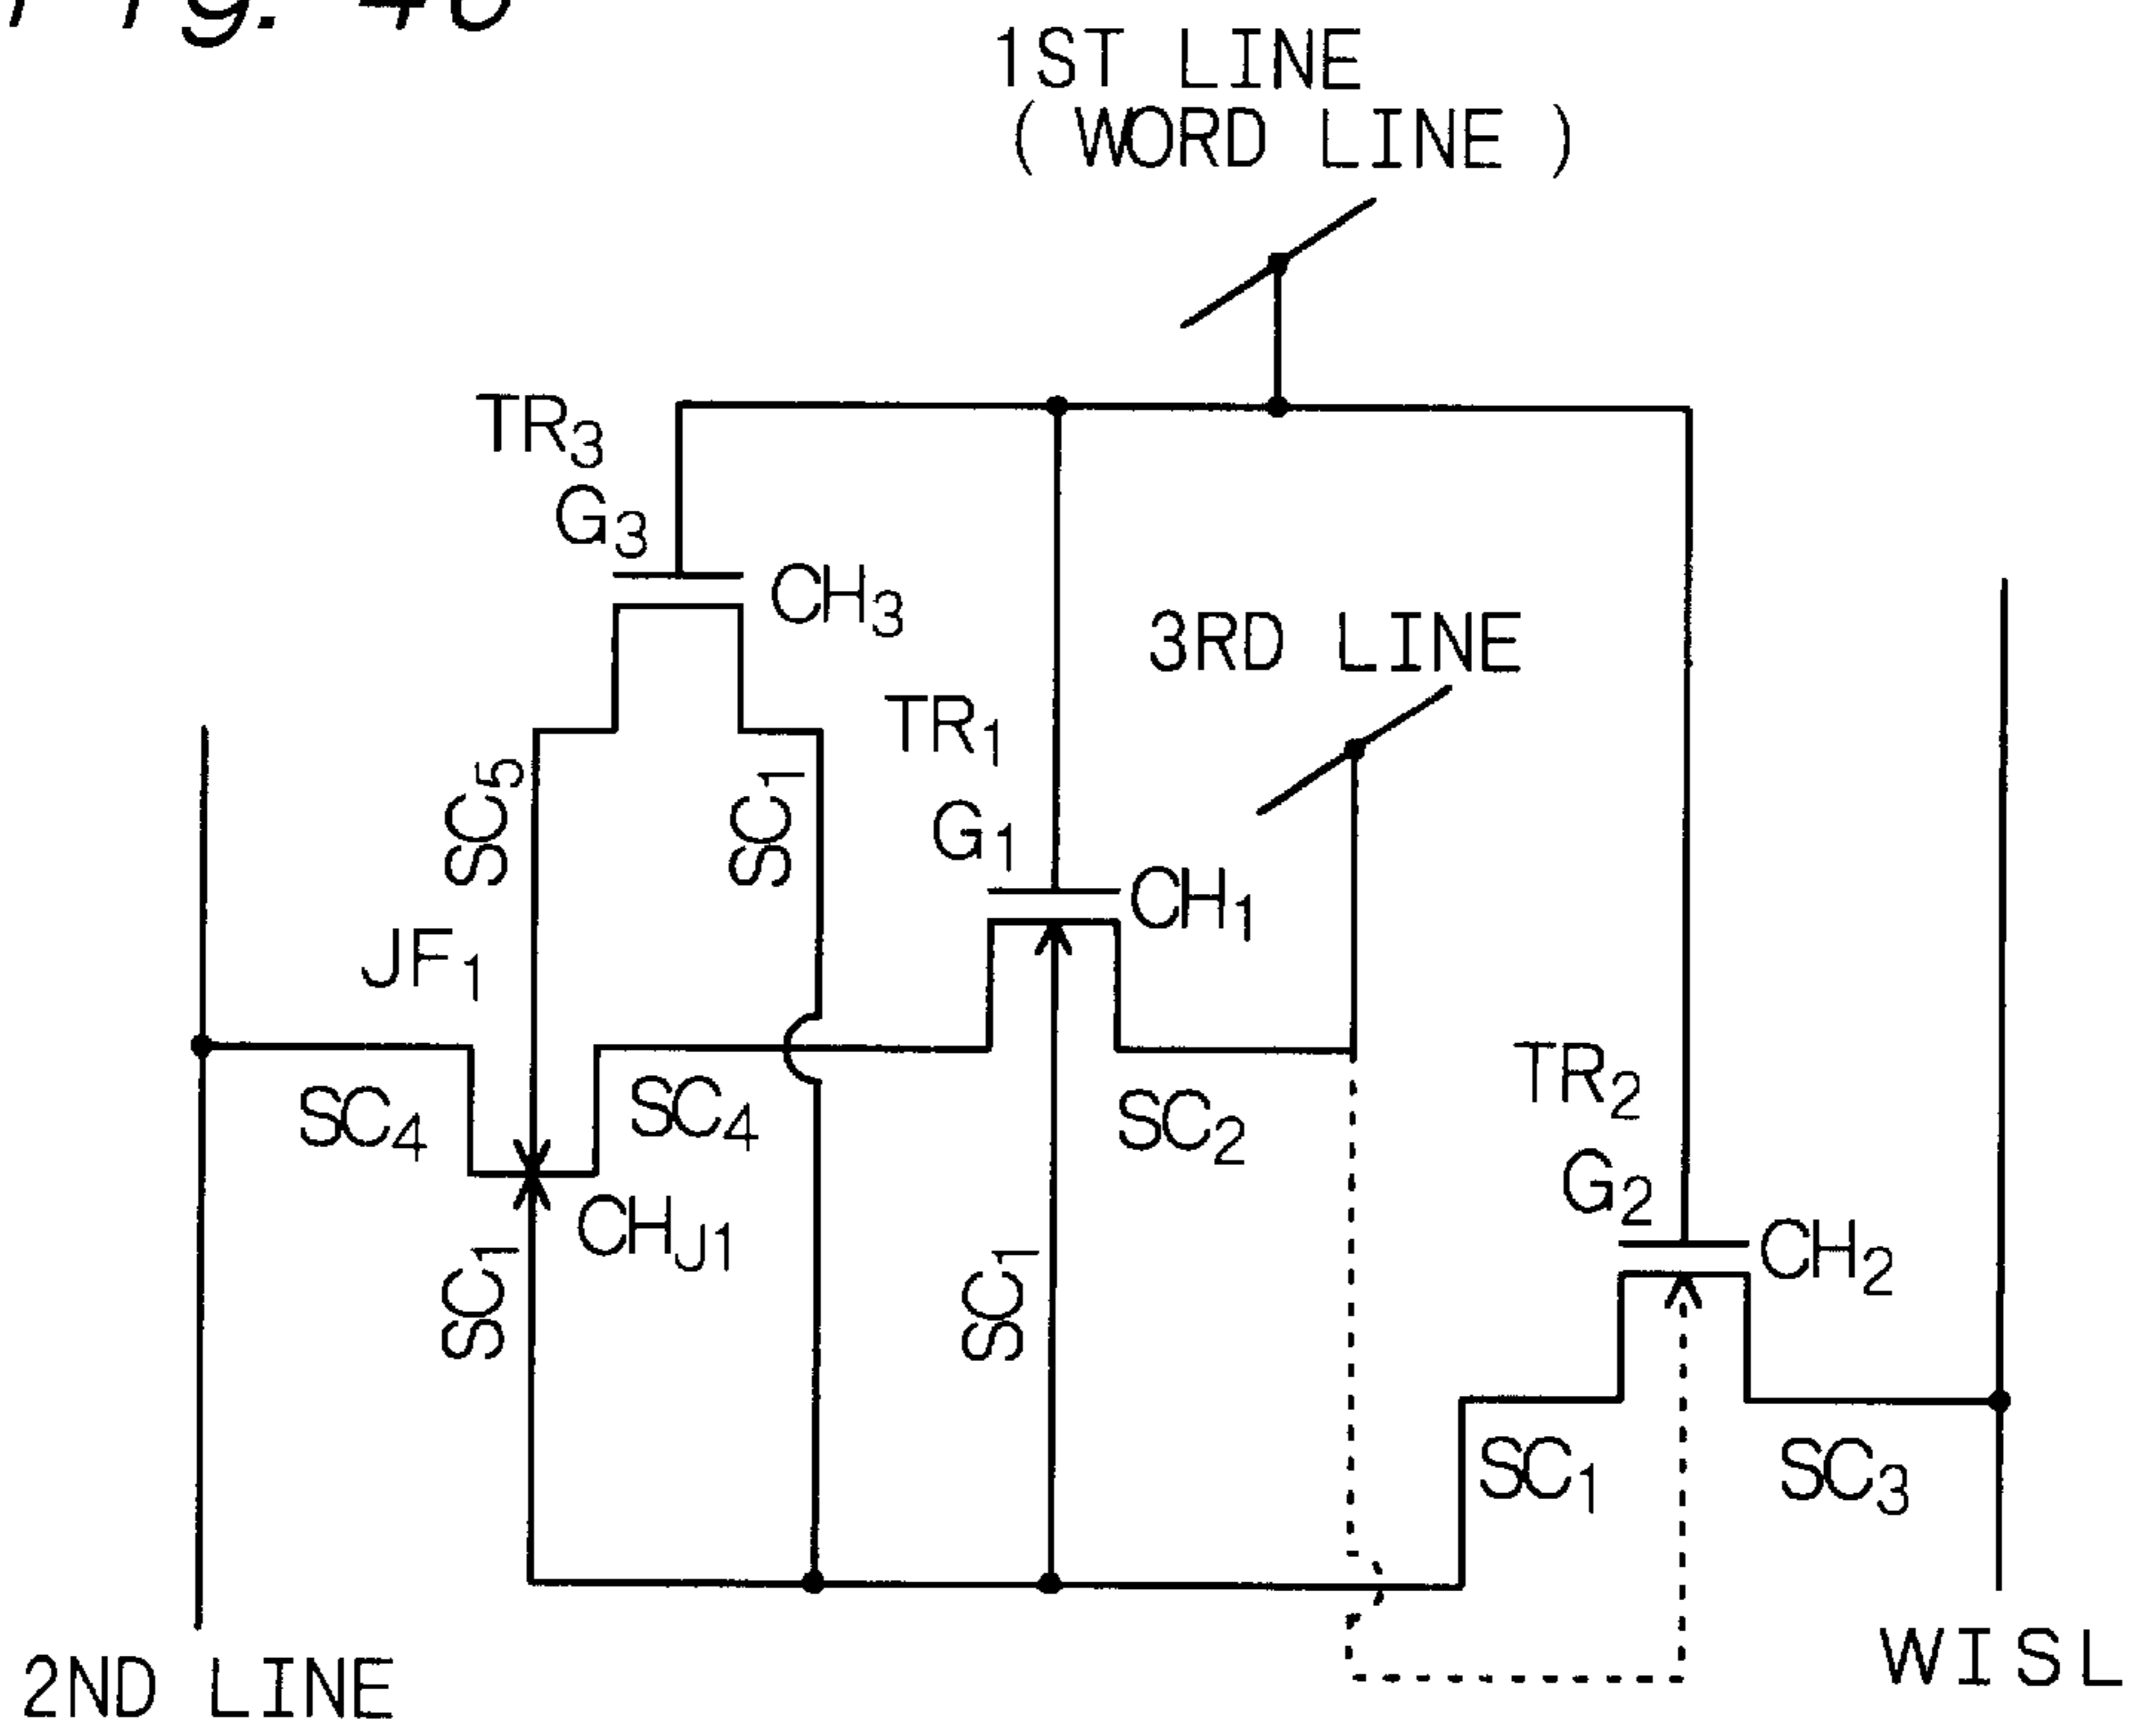 1ST LINE
( WORD LINE )
TR3
G3
CH3
3RD LINE
TR1
SC5
SC1
G1
CH1
JF1
TR2
SC4
SC4
SC2
G2
CHJ1
CH2
SC1
SC1
SC1
SC3
WISL
2ND LINE